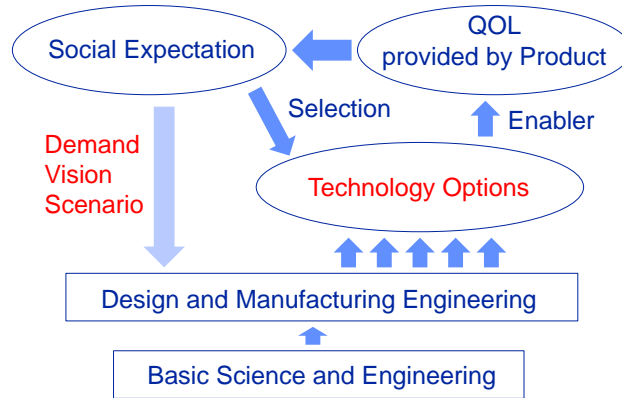 Social Expectation
QOL
provided by Product
Selection
Enabler
Demand
Vision
Scenario
Technology Options
Design and Manufacturing Engineering
Basic Science and Engineering